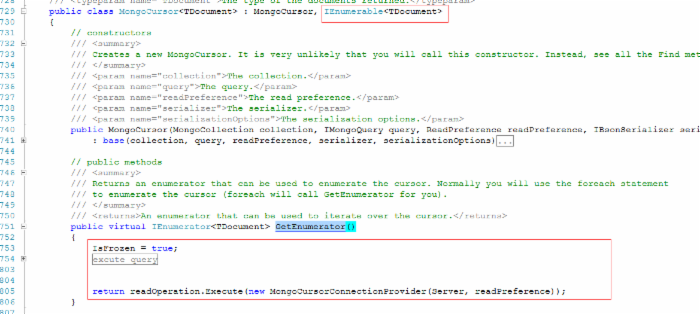 728 /// <typeparam name="TDocument">The type of the documents returned.</typeparam>
729 public class MongoCursor<TDocument> : MongoCursor, IEnumerable<TDocument>
730 {
731 // constructors
732 /// <summary>
733 /// Creates a new MongoCursor. It is very unlikely that you will call this constructor. Instead, see all the Find met
734 /// </summary>
735 /// <param name="collection">The collection.</param>
736 /// <param name="query">The query.</param>
737 /// <param name="readPreference">The read preference.</param>
738 /// <param name="serializer">The serializer.</param>
739 /// <param name="serializationOptions">The serialization options.</param>
740 public MongoCursor(MongoCollection collection, IMongoQuery query, ReadPreference readPreference, IBsonSerializer seri
741 : base(collection, query, readPreference, serializer, serializationOptions)...
744
745 // public methods
746 /// <summary>
747 /// Returns an enumerator that can be used to enumerate the cursor. Normally you will use the foreach statement
748 /// to enumerate the cursor (foreach will call GetEnumerator for you).
749 /// </summary>
750 /// <returns>An enumerator that can be used to iterate over the cursor.</returns>
751 public virtual IEnumerator<TDocument> GetEnumerator()
752 {
753 IsFrozen = true;
754 excute query
803
804
805 return readOperation.Execute(new MongoCursorConnectionProvider(Server, readPreference));
806 }